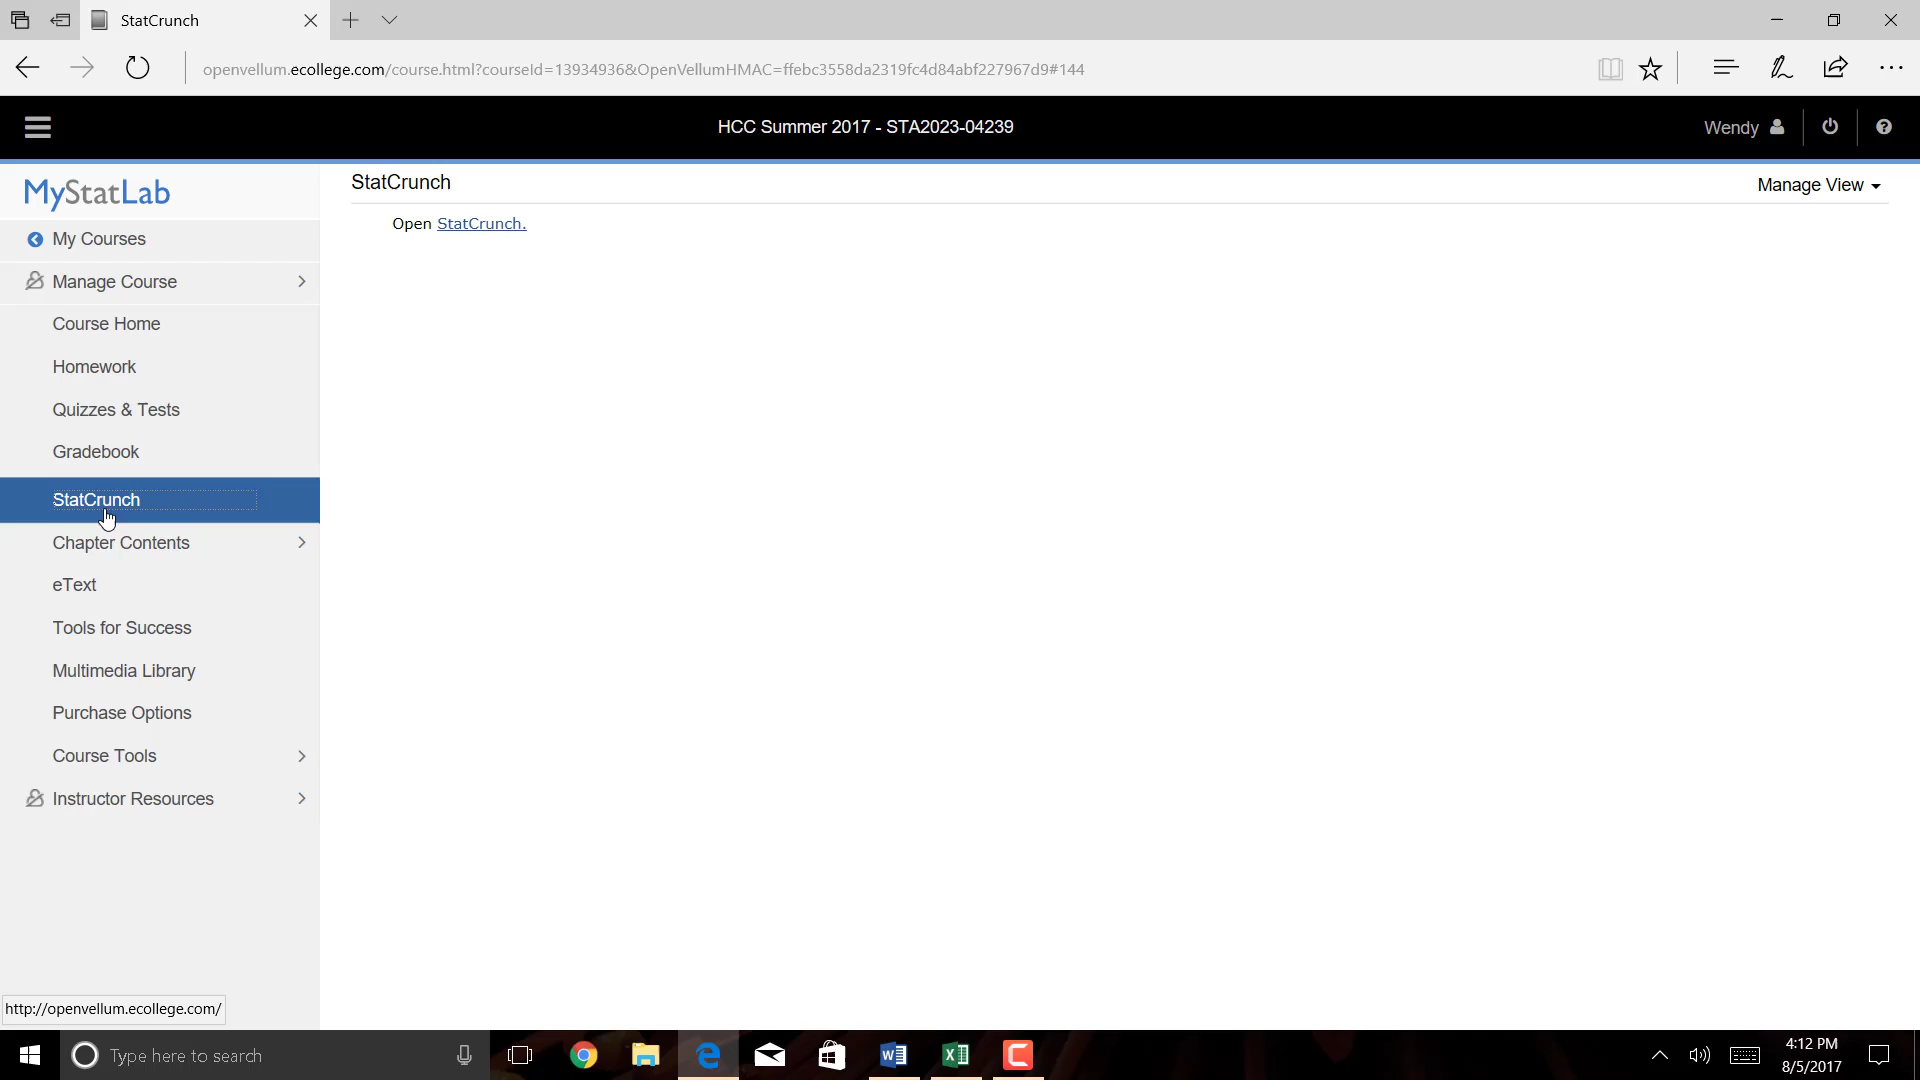 StatCrunch
openvellum.ecollege.com/course.html?courseId=13934936&OpenVellumHMAC=ffebc3558da2319fc4d84abf227967d9#144
HCC Summer 2017 - STA2023-04239
Wendy
MyStatLab
StatCrunch
Manage View
Open StatCrunch.
My Courses
Manage Course
Course Home
Homework
Quizzes & Tests
Gradebook
StatCrunch
Chapter Contents
eText
Tools for Success
Multimedia Library
Purchase Options
Course Tools
Instructor Resources
http://openvellum.ecollege.com/
Type here to search
4:12 PM
8/5/2017